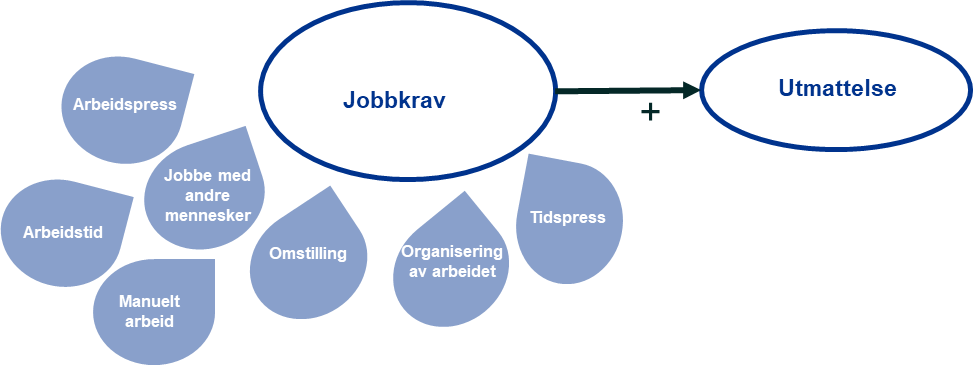 Jobbkrav
Utmattelse
+
Arbeidspress
Jobbe med
andre
mennesker
Arbeidstid
Manuelt
arbeid
Omstilling
Organisering
av arbeidet
Tidspress